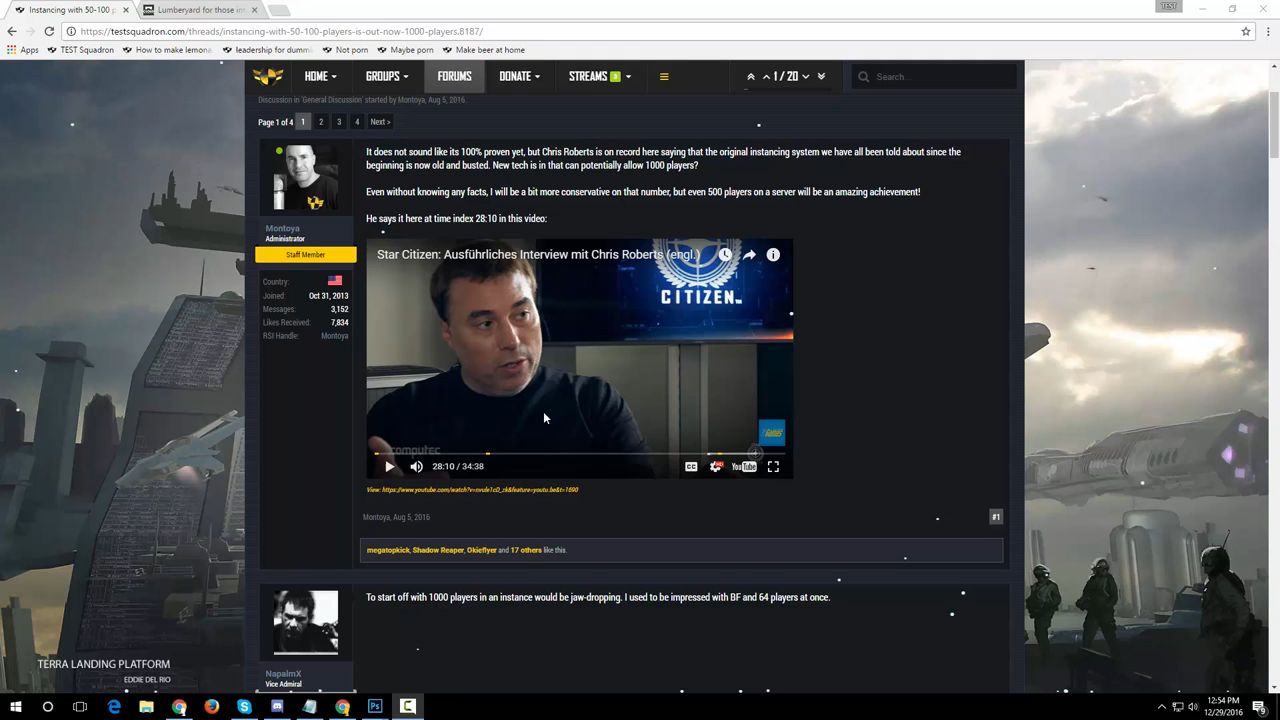 Instancing with 50-100 p
Lumberyard for those in
TEST
https://testsquadron.com/threads/instancing-with-50-100-players-is-out-now-1000-players.8187/
Apps TEST Squadron How to make lemona leadership for dummi Not porn Maybe porn Make beer at home
HOME GROUPS FORUMS DONATE STREAMS 3 1 / 20 Search...
Discussion in 'General Discussion' started by Montoya, Aug 5, 2016.
Page 1 of 4 1 2 3 4 Next >
It does not sound like its 100% proven yet, but Chris Roberts is on record here saying that the original instancing system we have all been told about since the
beginning is now old and busted. New tech is in that can potentially allow 1000 players?
Even without knowing any facts, I will be a bit more conservative on that number, but even 500 players on a server will be an amazing achievement!
He says it here at time index 28:10 in this video:
Montoya
Administrator
Staff Member
Country:
Joined: Oct 31, 2013
Messages: 3,152
Likes Received: 7,834
RSI Handle: Montoya
Star Citizen: Ausführliches Interview mit Chris Roberts (engl.)
CITIZEN
computec
28:10 / 34:38
CC
HD
YouTube
Montoya, Aug 5, 2016
#1
megatopkick, Shadow Reaper, Okieflyer and 17 others like this.
To start off with 1000 players in an instance would be jaw-dropping. I used to be impressed with BF and 64 players at once.
NapalmX
Vice Admiral
TERRA LANDING PLATFORM
EDDIE DEL RIO
12:54 PM
12/29/2016